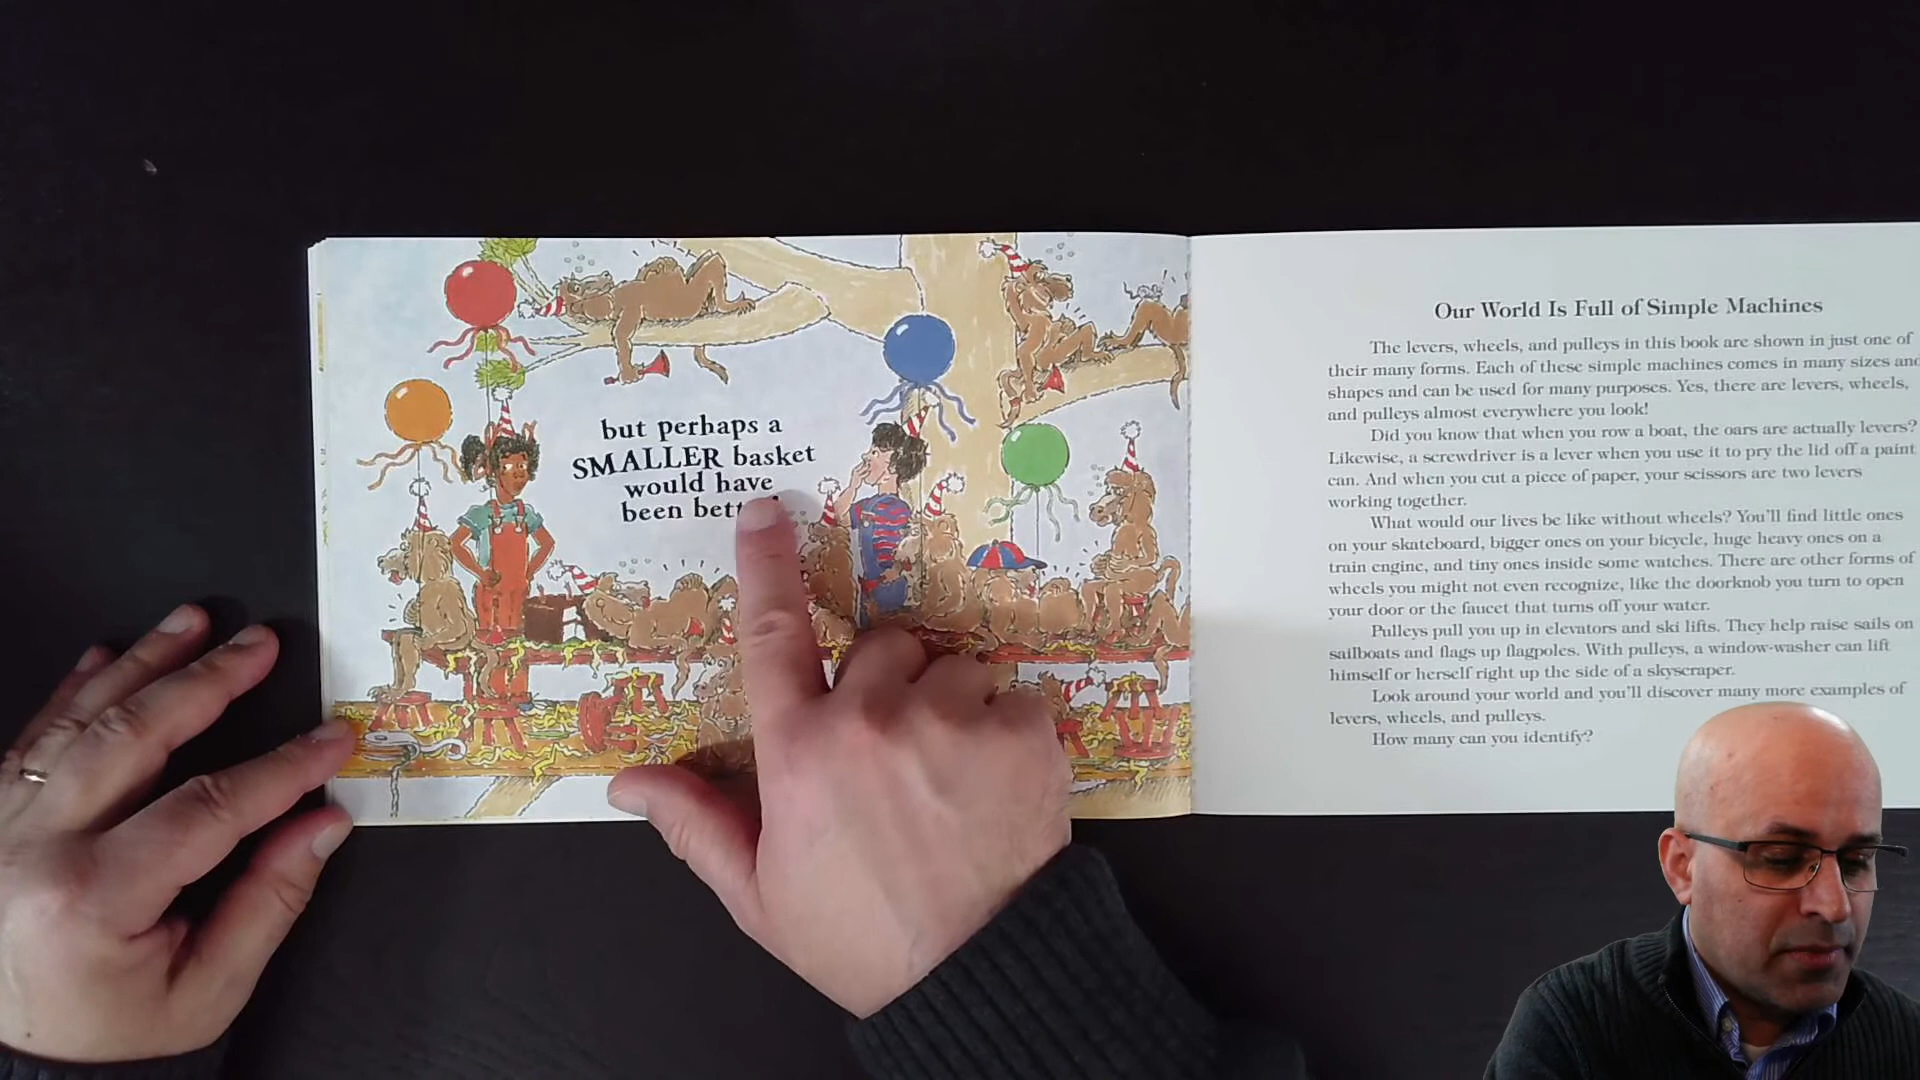 but perhaps a
SMALLER basket
would have
been
Our World Is Full of Simple Machines
The levers, wheels, and pulleys in this book are shown in just one of
their many forms. Each of these simple machines comes in many sizes and
shapes and can be used for many purposes. Yes, there are levers, wheels,
and pulleys almost everywhere you look!
Did you know that when you row a boat, the oars are actually levers?
Likewise, a screwdriver is a lever when you use it to pry the lid off a paint
can. And when you cut a piece of paper, your scissors are two levers
working together.
What would our lives be like without wheels? You'll find little ones
on your skateboard, bigger ones on your bicycle, huge heavy ones on a
train engine, and tiny ones inside some watches. There are other forms of
wheels you might not even recognize, like the doorknob you turn to open
your door or the faucet that turns off your water.
Pulleys pull you up in elevators and ski lifts. They help raise sails on
sailboats and flags up flagpoles. With pulleys, a window-washer can lift
himself or herself right up the side of a skyscraper.
Look around your world and you'll discover many more examples of
levers, wheels, and pulleys.
How many can you identify?